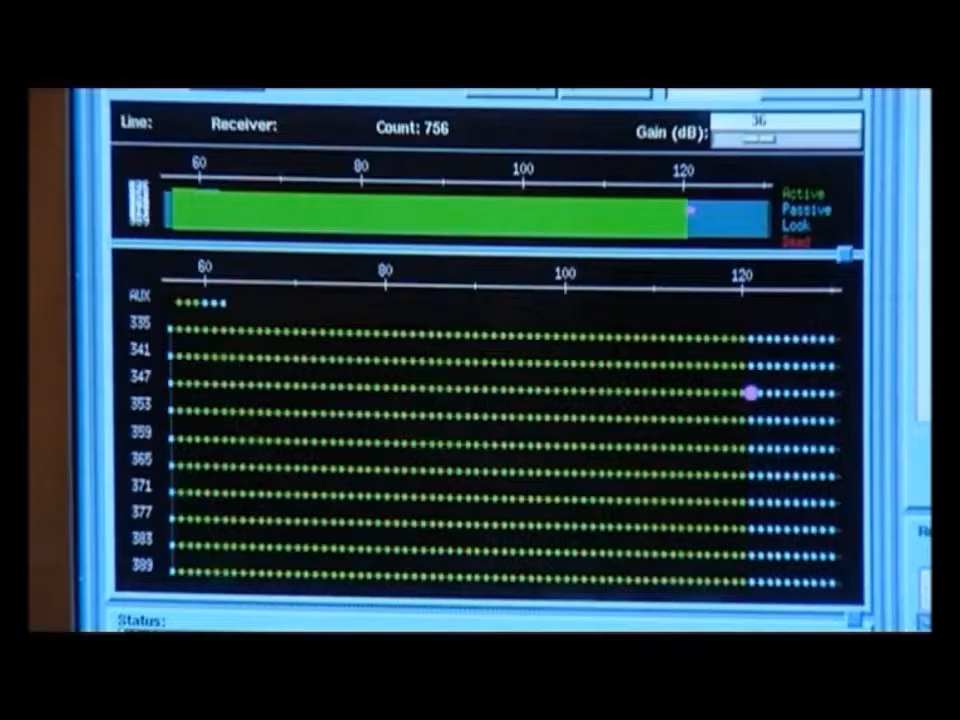 Line: Receiver: Count: 756 Gain (dB): 36
60 80 100 120
Active
Passive
Look
Dead
60 80 100 120
AUX
335
341
347
353
359
365
371
377
383
389
Status: